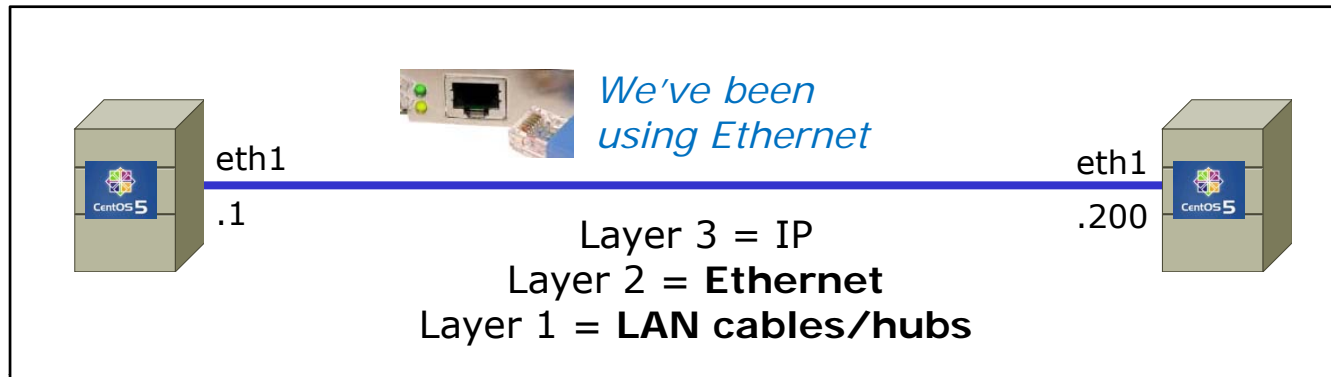 We've been
using Ethernet
eth1
eth1
CentOS 5
CentOS 5
.1
.200
Layer 3 = IP
Layer 2 = Ethernet
Layer 1 = LAN cables/hubs